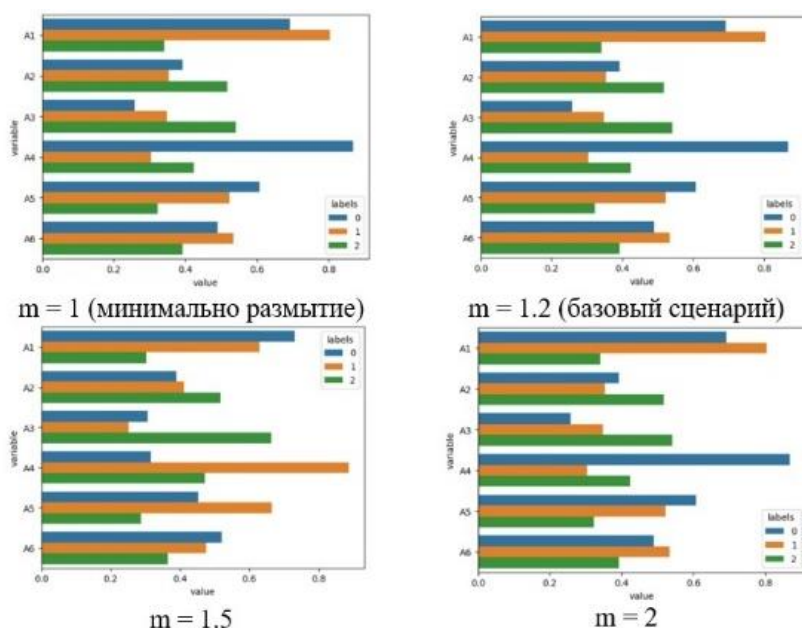 A1
A2
A3
variable
A4
A5
A6
labels
0
1
2
0.0 0.2 0.4 0.6 0.8
value
m = 1 (минимально размытие)
A1
A2
A3
variable
A4
A5
A6
labels
0
1
2
0.0 0.2 0.4 0.6 0.8
value
m = 1.2 (базовый сценарий)
labels
0
1
2
A1
A2
A3
variable
A4
A5
A6
0.0 0.2 0.4 0.6 0.8
value
m = 1.5
A1
A2
A3
variable
A4
A5
A6
labels
0
1
2
0.0 0.2 0.4 0.6 0.8
value
m = 2